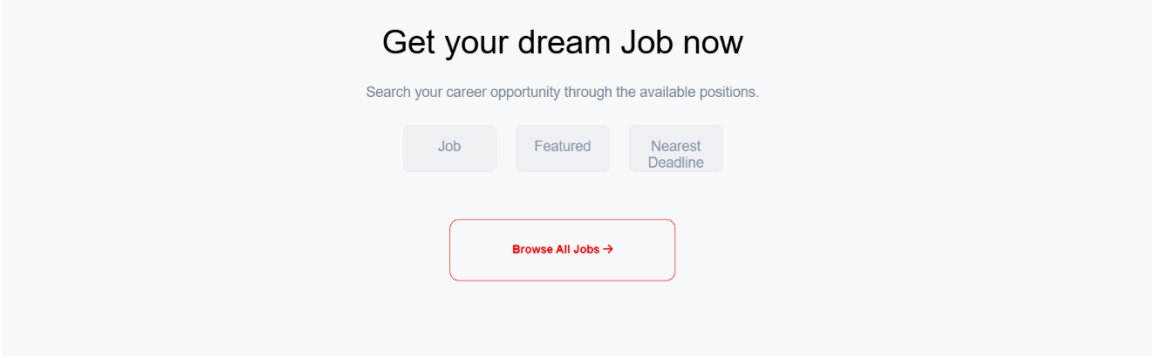 Get your dream Job now
Search your career opportunity through the available positions.
Job
Featured
Nearest
Deadline
Browse All Jobs →